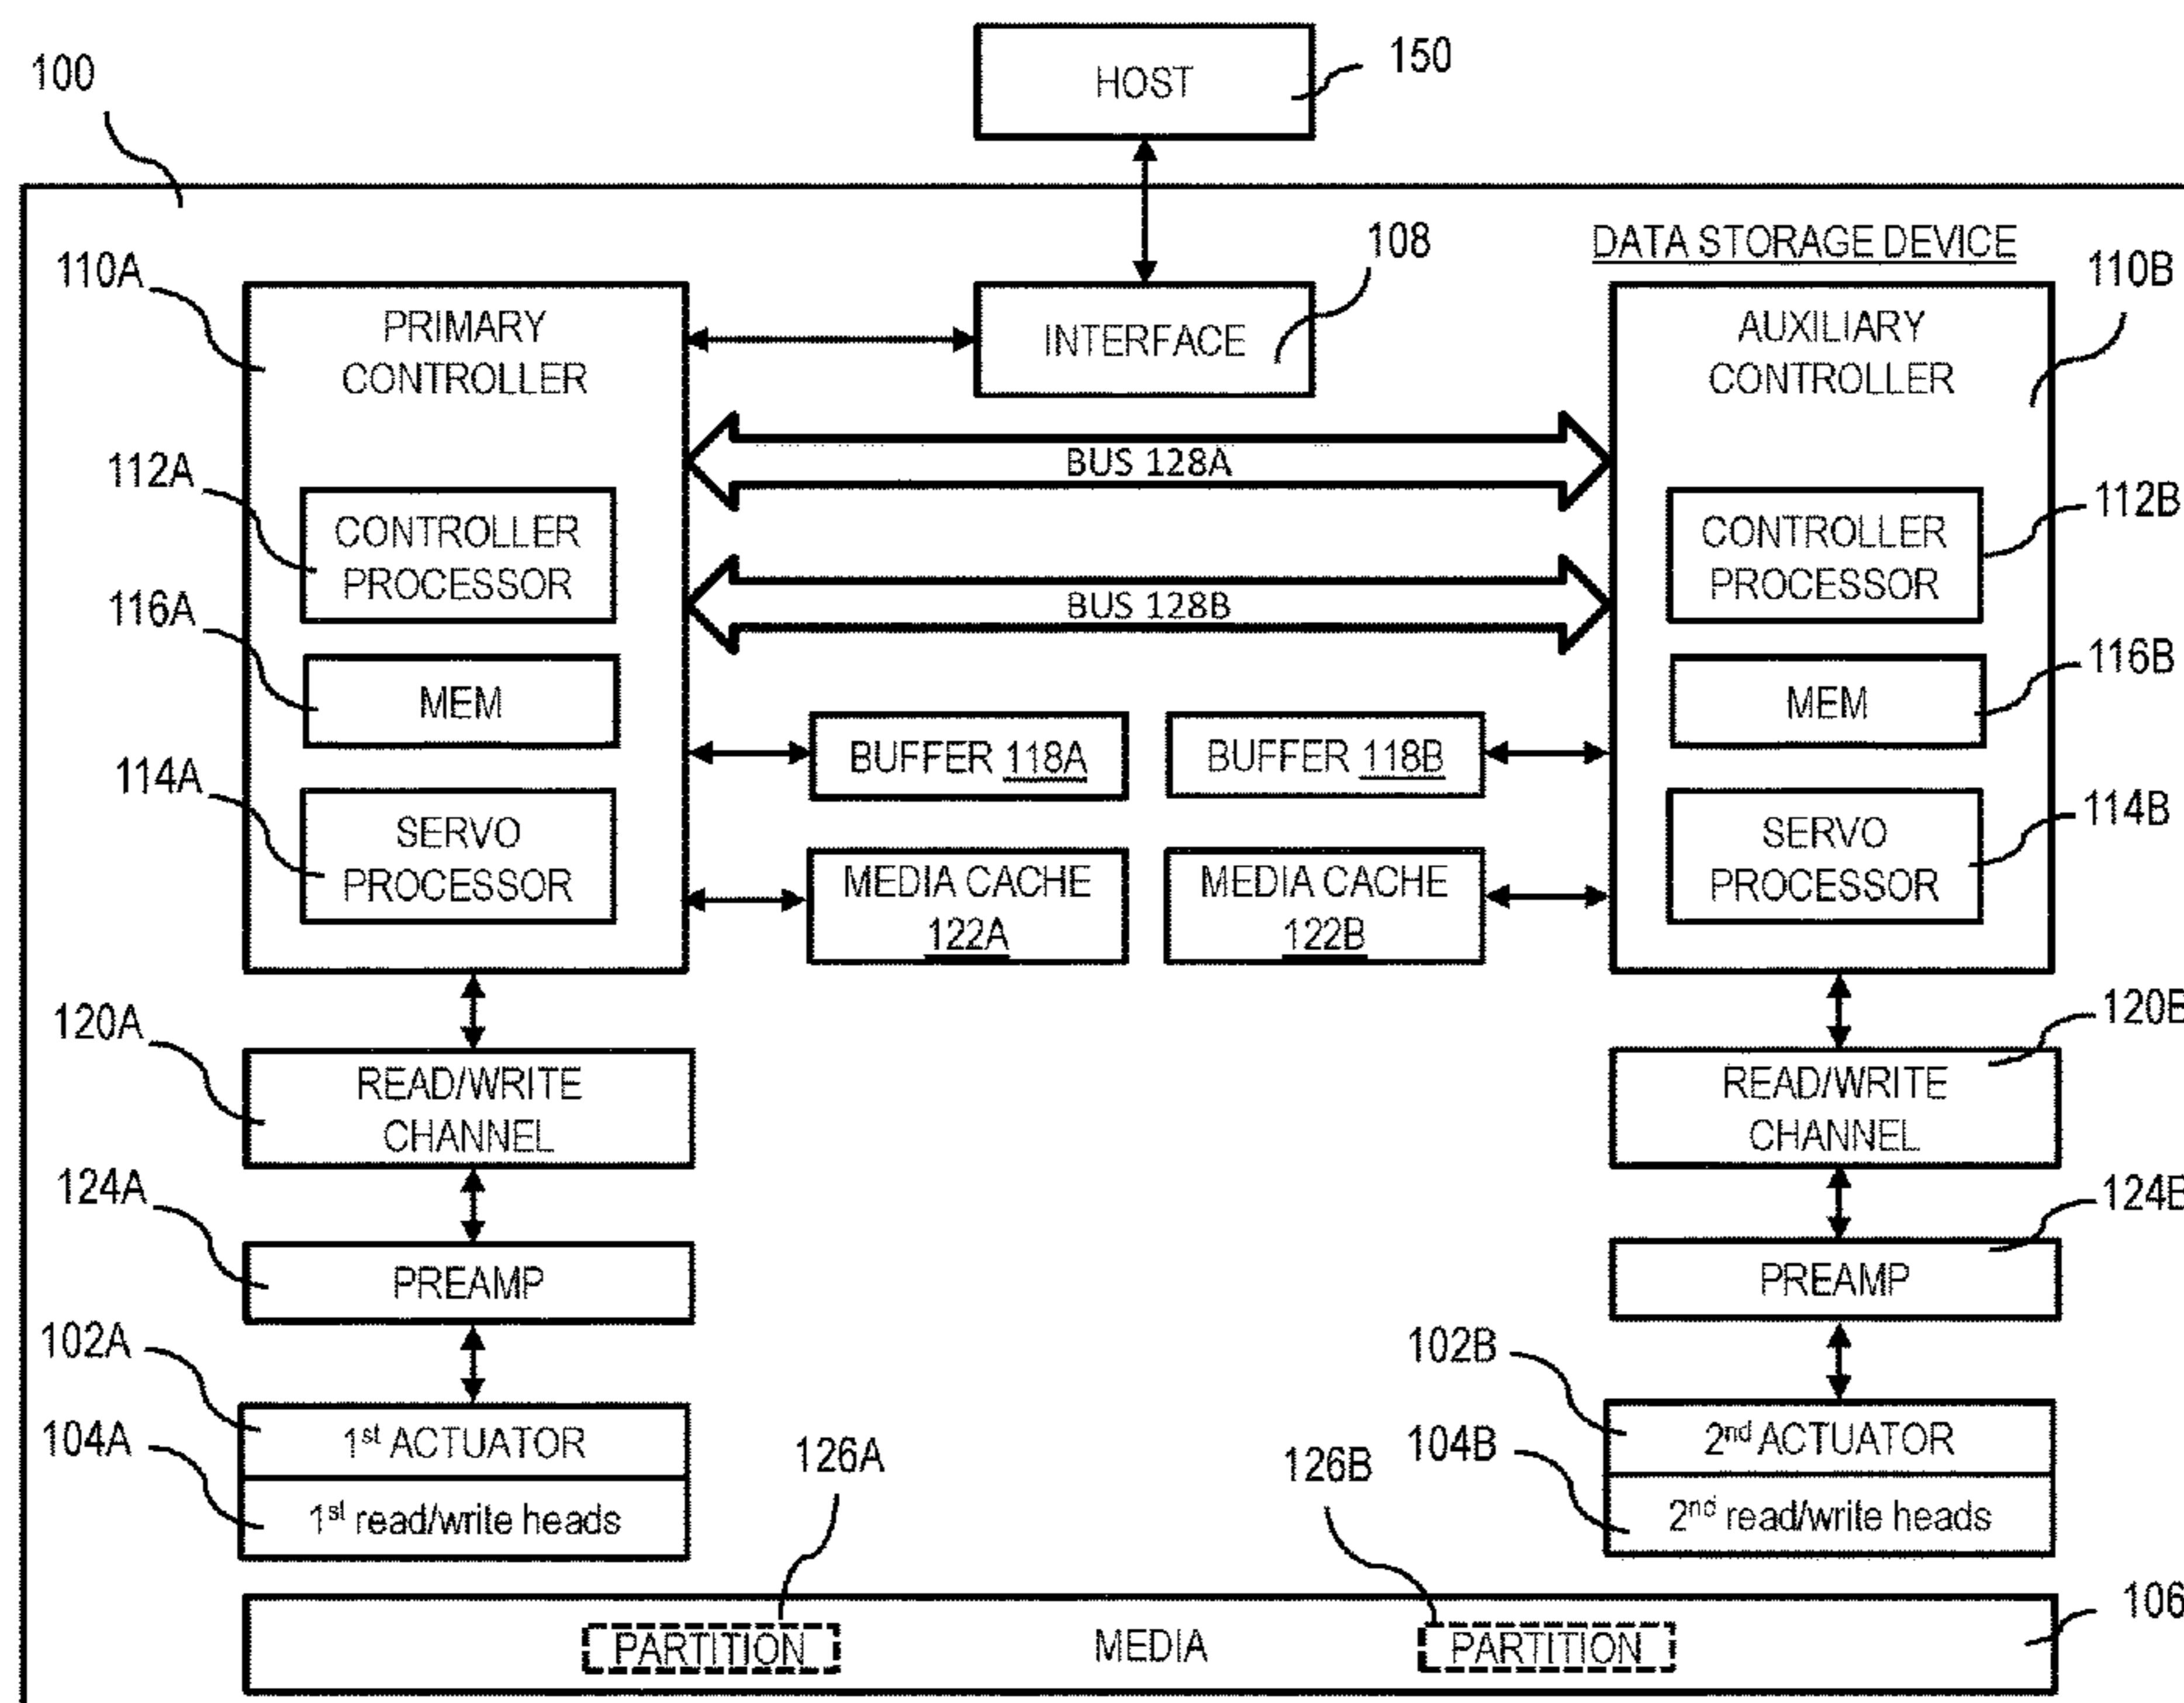 HOST
150
100
DATA STORAGE DEVICE
108
110A
110B
PRIMARY
CONTROLLER
INTERFACE
AUXILIARY
CONTROLLER
BUS 128A
112A
CONTROLLER
PROCESSOR
CONTROLLER
PROCESSOR
112B
BUS 128B
116A
MEM
MEM
116B
BUFFER 118A
BUFFER 118B
114A
SERVO
PROCESSOR
SERVO
PROCESSOR
114B
MEDIA CACHE
122A
MEDIA CACHE
122B
120A
READ/WRITE
CHANNEL
READ/WRITE
CHANNEL
120B
124A
PREAMP
PREAMP
124B
102A
1st ACTUATOR
102B
2nd ACTUATOR
104A
1st read/write heads
104B
2nd read/write heads
126A
126B
PARTITION
MEDIA
PARTITION
106